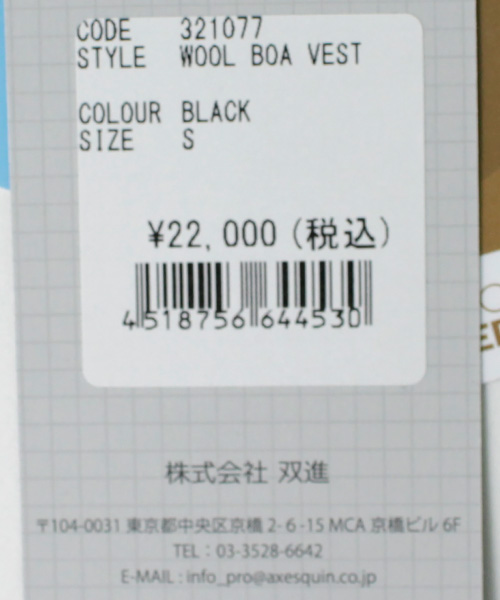 CODE 321077
STYLE WOOL BOA VEST
COLOUR BLACK
SIZE S
¥22,000(税込)
4518756644530
株式会社 双進
〒104-0031 東京都中央区京橋 2-6-15 MCA 京橋ビル 6F
TEL : 03-3528-6642
E-MAIL : info_pro@axesquin.co.jp